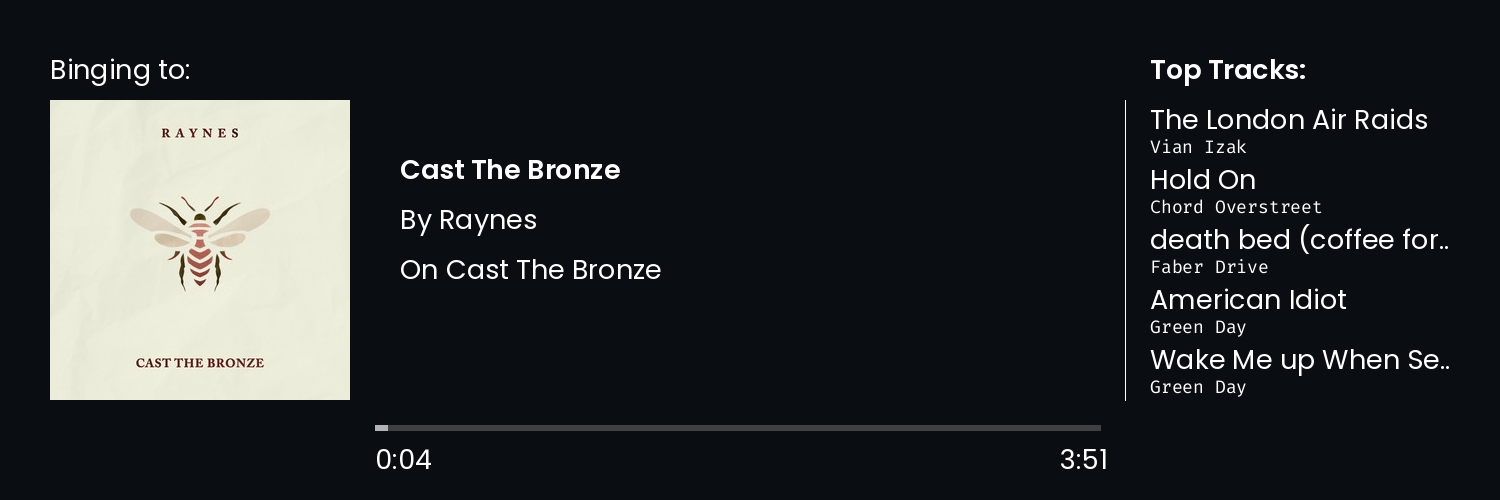 Binging to:
RAYNES
CAST THE BRONZE
Cast The Bronze
By Raynes
On Cast The Bronze
0:04
3:51
Top Tracks:
The London Air Raids
Vian Izak
Hold On
Chord Overstreet
death bed (coffee for..
Faber Drive
American Idiot
Green Day
Wake Me up When Se..
Green Day